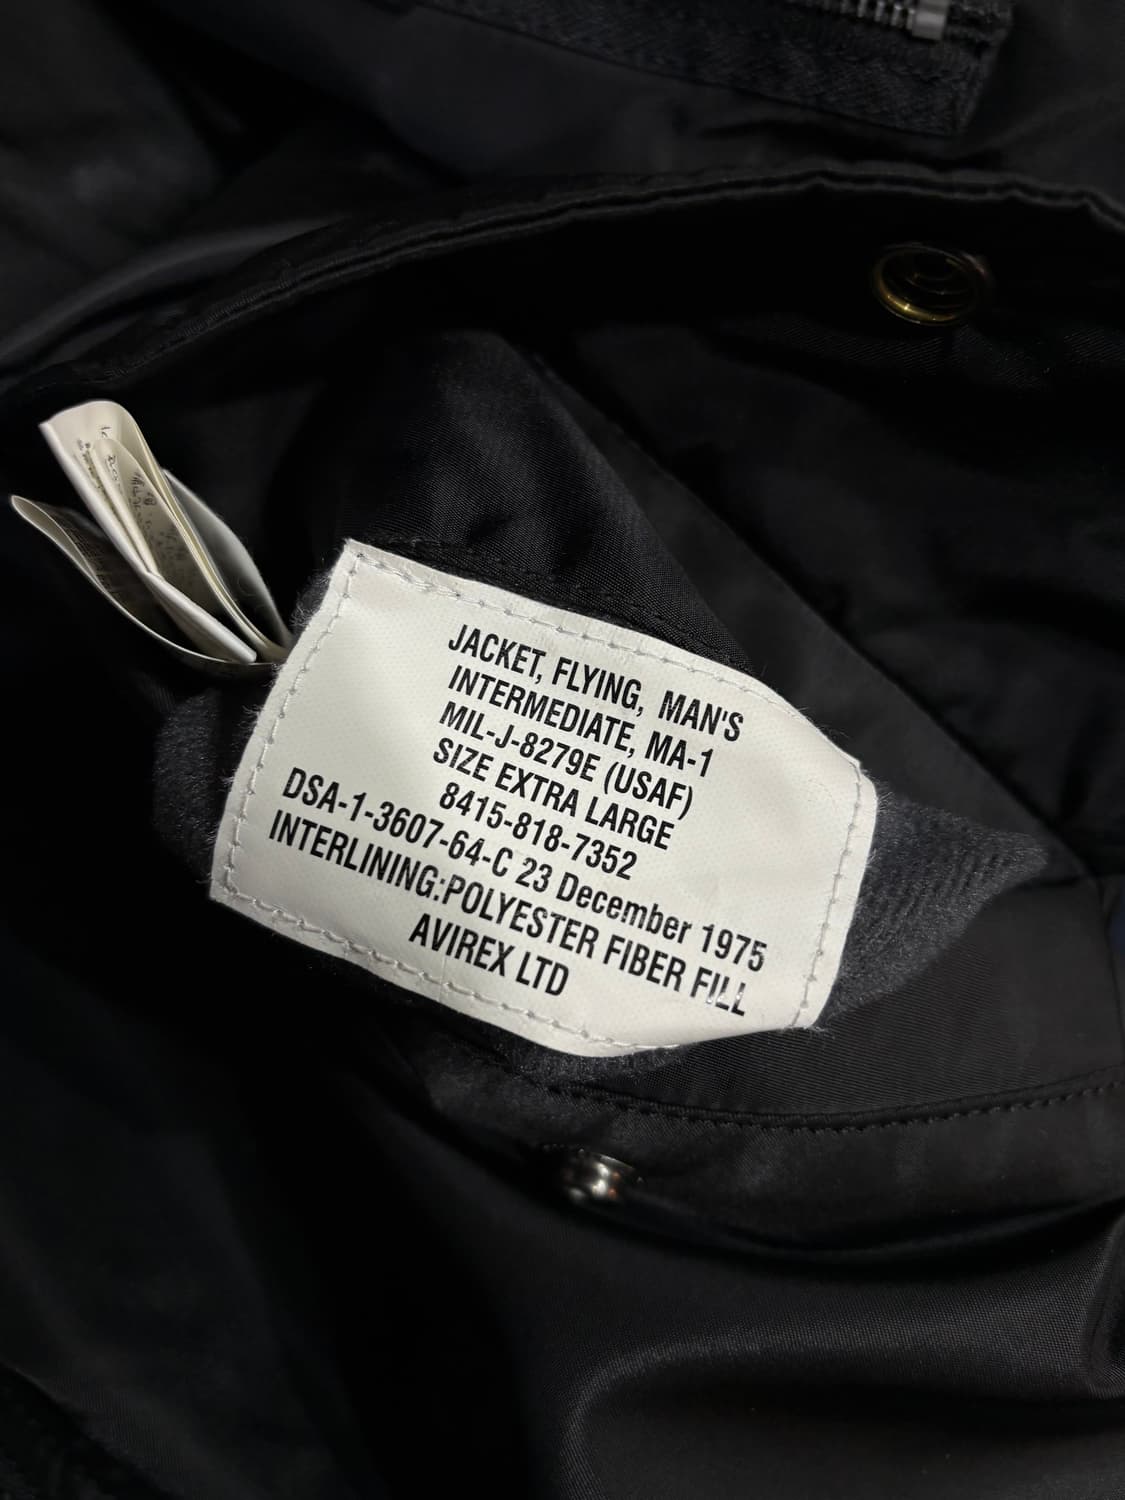 JACKET, FLYING, MAN'S
INTERMEDIATE, MA-1
MIL-J-8279E (USAF)
SIZE EXTRA LARGE
8415-818-7352
DSA-1-3607-64-C 23 December 1975
INTERLINING:POLYESTER FIBER FILL
AVIREX LTD